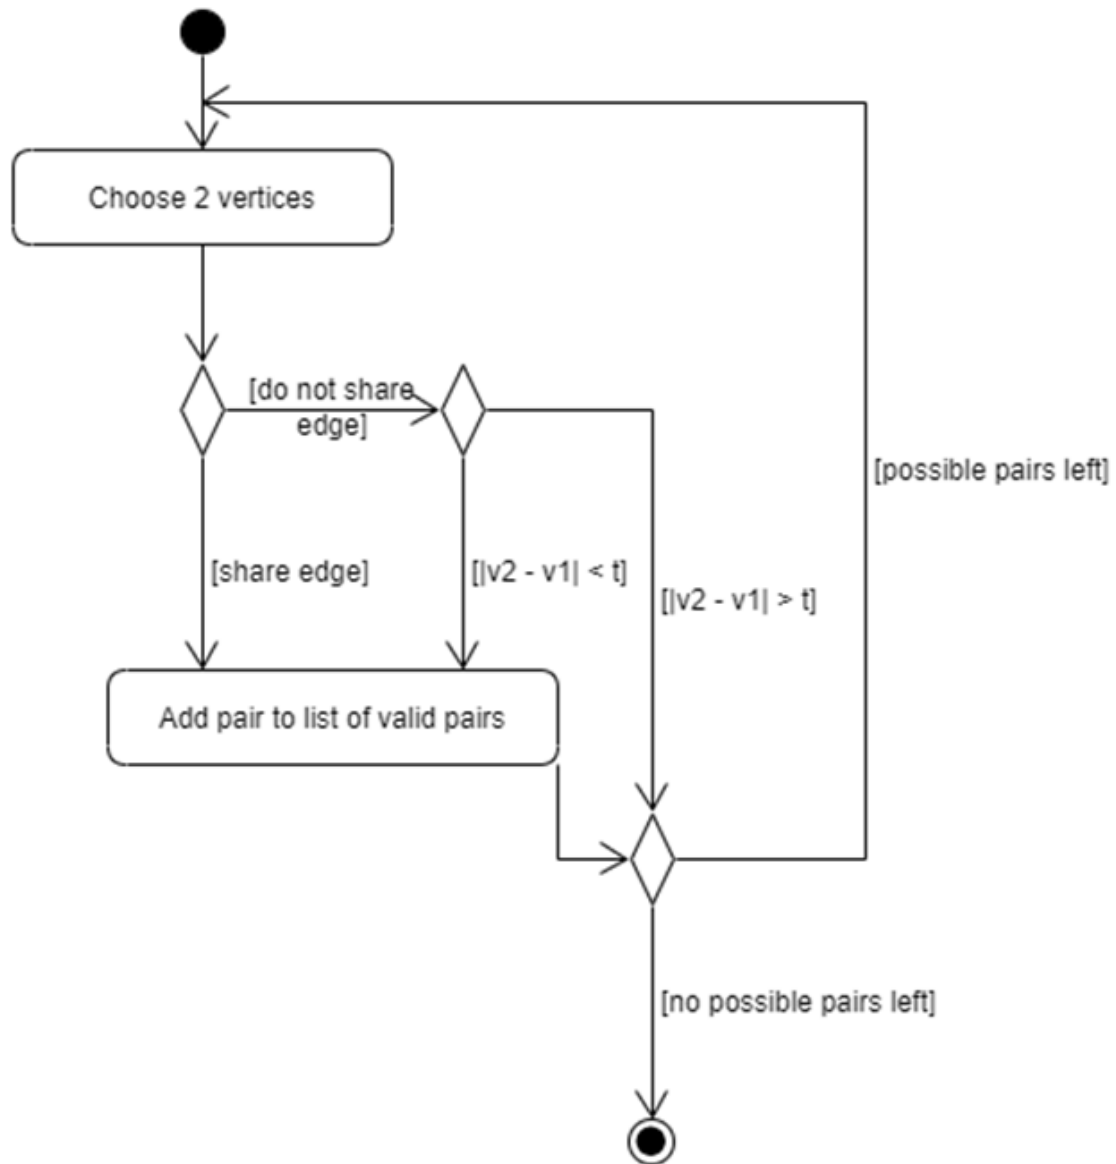 Choose 2 vertices
[do not share
edge]
[possible pairs left]
[share edge]
[|v2 - v1| < t]
[|v2 - v1| > t]
Add pair to list of valid pairs
[no possible pairs left]